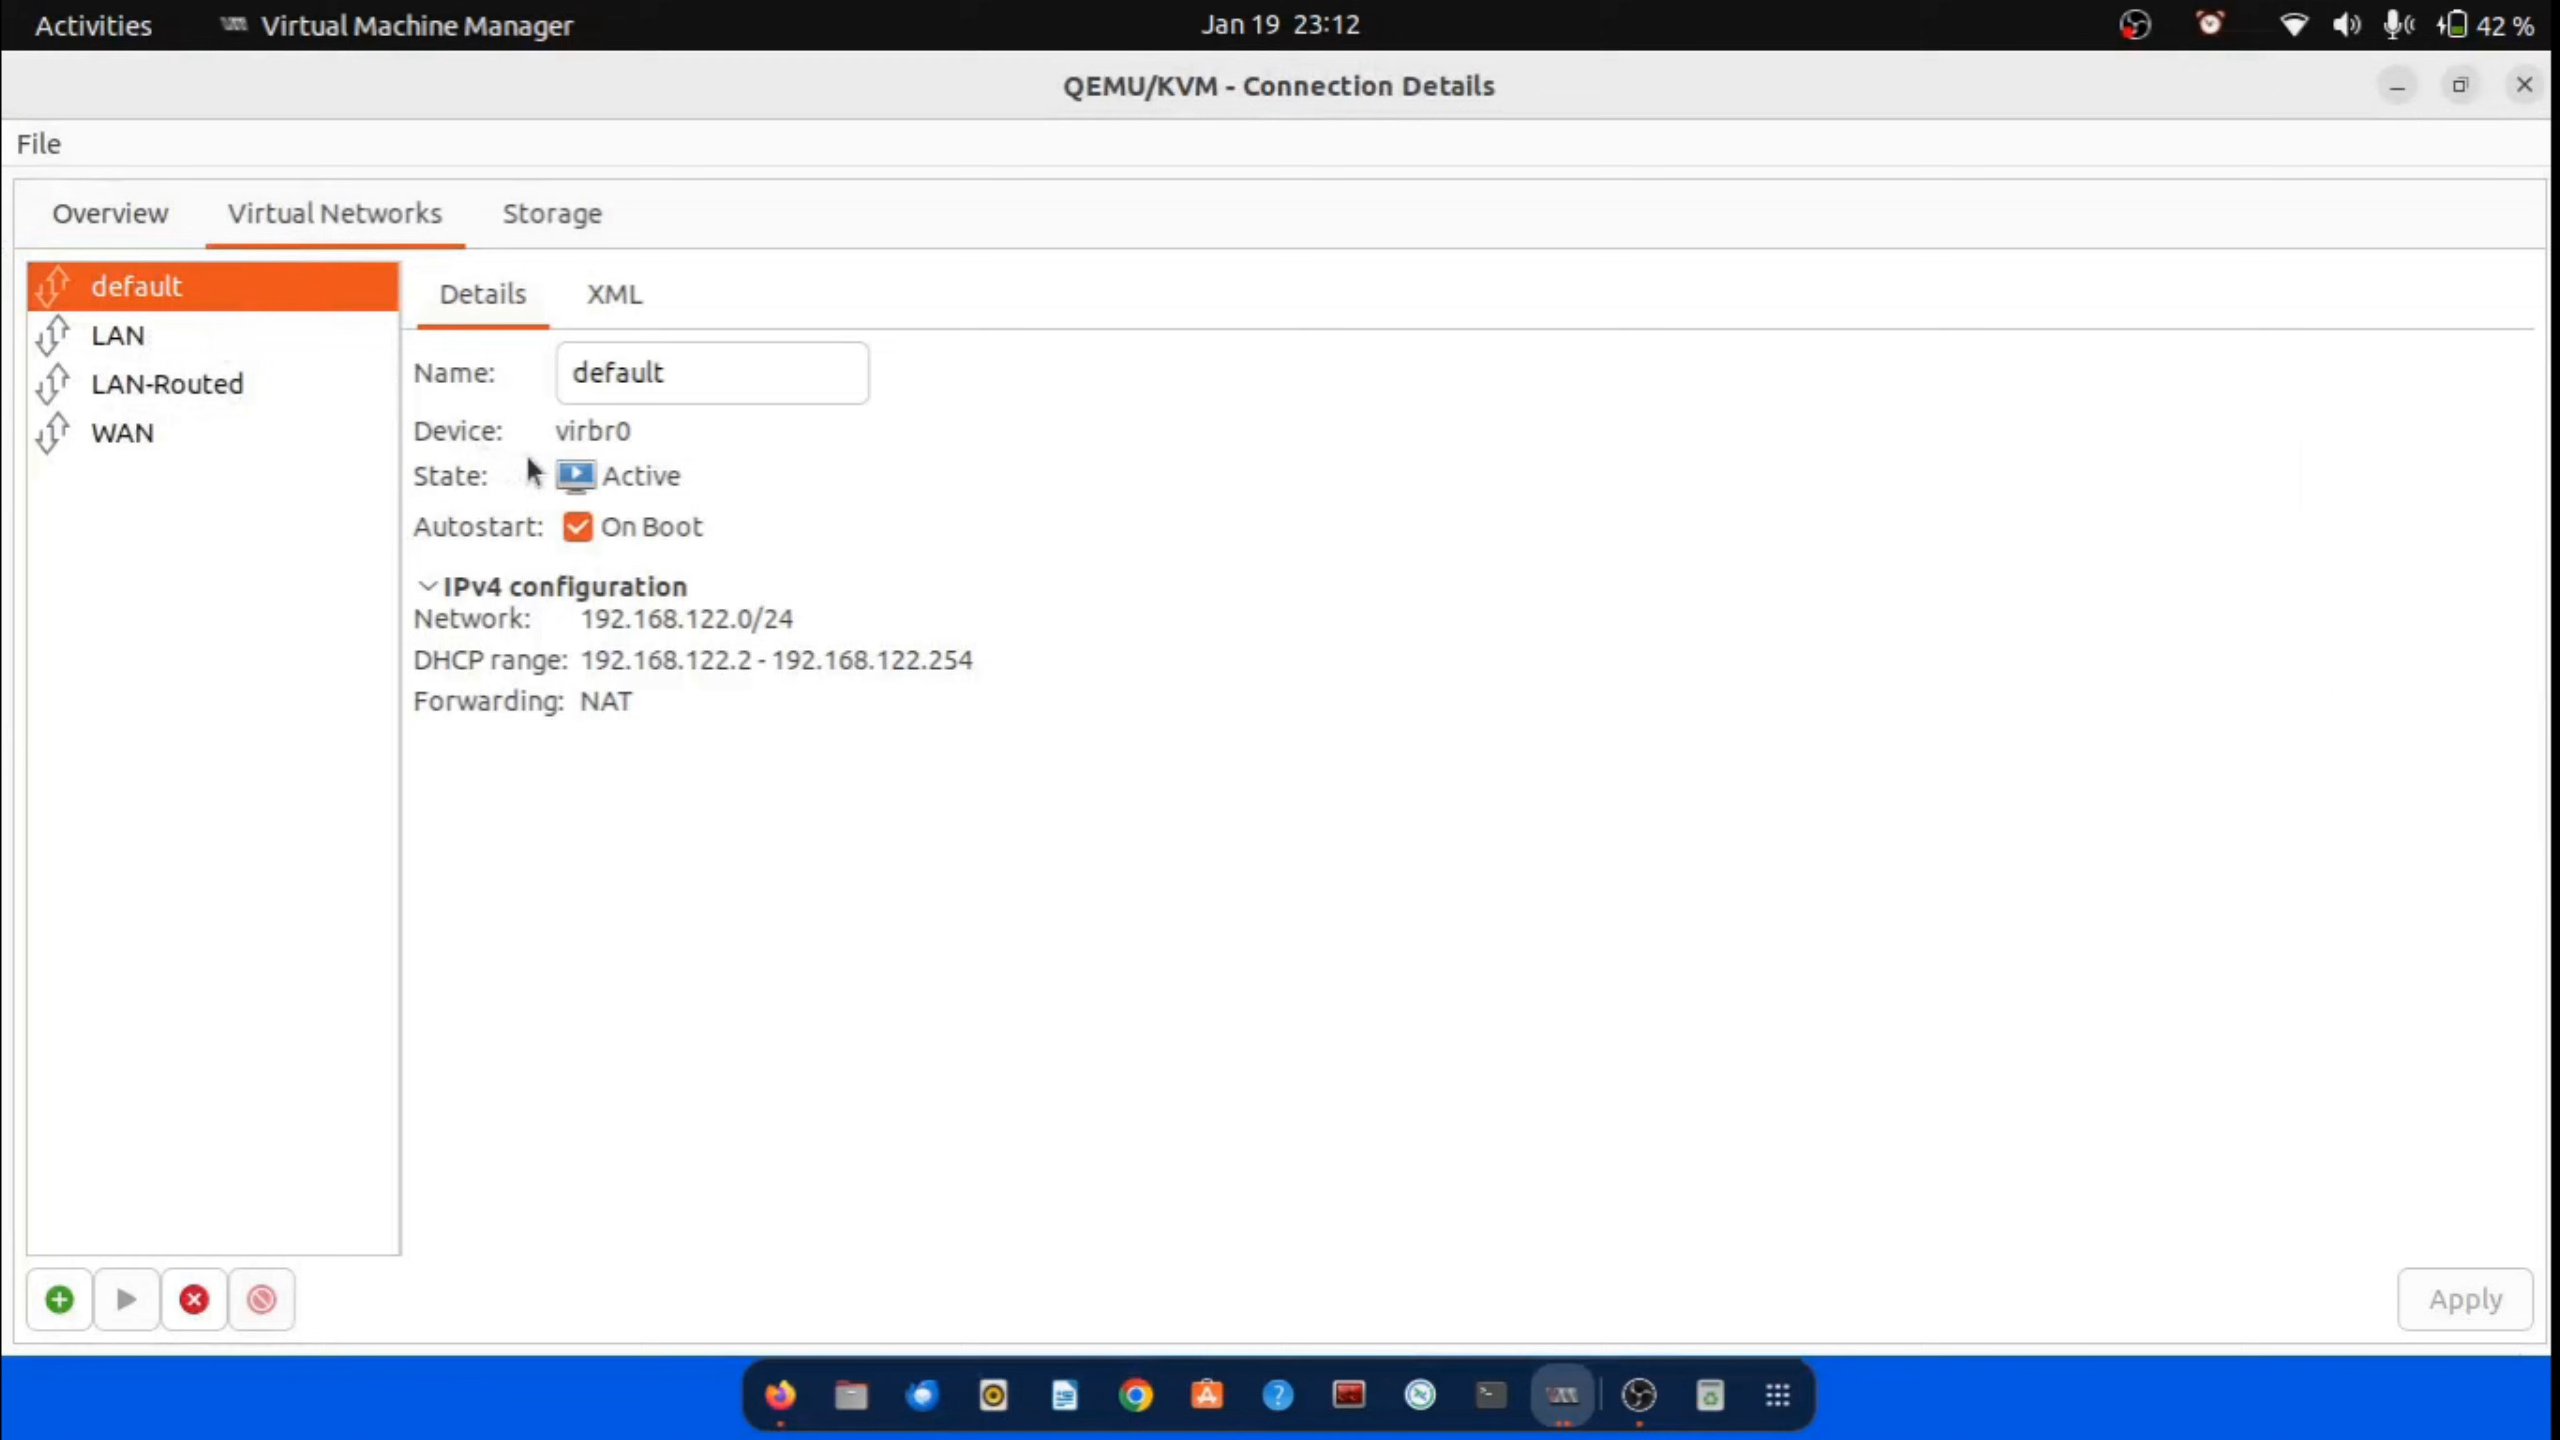 Activities Virtual Machine Manager Jan 19 23:12 42 %
QEMU/KVM - Connection Details
File
Overview Virtual Networks Storage
default
LAN
LAN-Routed
WAN
Details XML
Name: default
Device: virbr0
State: Active
Autostart: On Boot
IPv4 configuration
Network: 192.168.122.0/24
DHCP range: 192.168.122.2 - 192.168.122.254
Forwarding: NAT
Apply